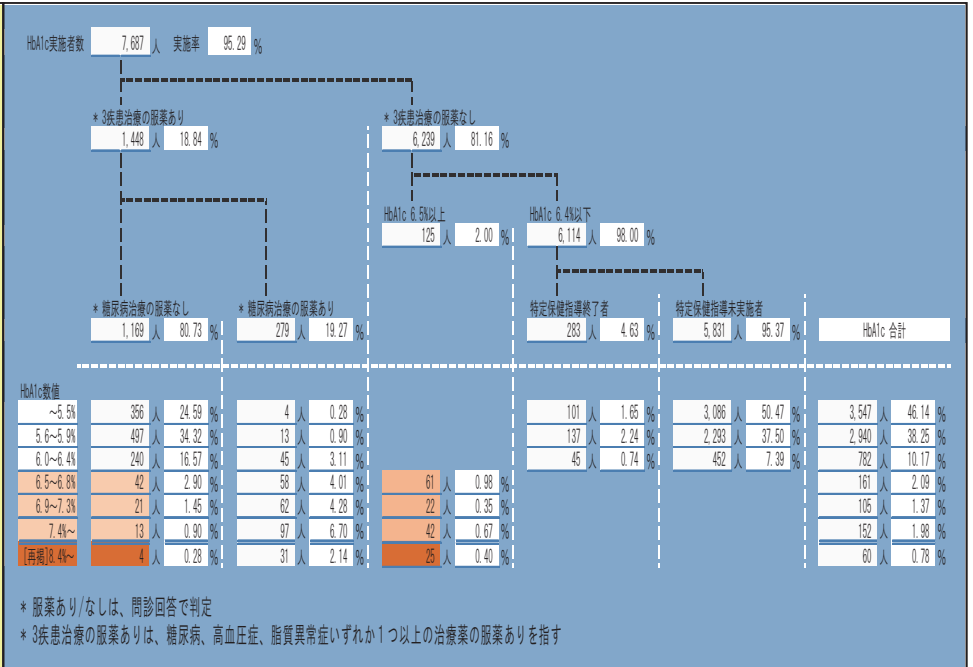 HbA1c実施者数 7,687 人 実施率 95.29 %
* 3疾患治療の服薬あり * 3疾患治療の服薬なし
1,448 人 18.84 % 6,239 人 81.16 %
HbA1c 6.5%以上 HbA1c 6.4%以下
125 人 2.00 % 6,114 人 98.00 %
* 糖尿病治療の服薬なし * 糖尿病治療の服薬あり 特定保健指導終了者 特定保健指導未実施者
1,169 人 80.73 % 279 人 19.27 % 283 人 4.63 % 5,831 人 95.37 % HbA1c 合計
HbA1c数値
～5.5% 356 人 24.59 % 4 人 0.28 % 101 人 1.65 % 3,086 人 50.47 % 3,547 人 46.14 %
5.6～5.9% 497 人 34.32 % 13 人 0.90 % 137 人 2.24 % 2,293 人 37.50 % 2,940 人 38.25 %
6.0～6.4% 240 人 16.57 % 45 人 3.11 % 45 人 0.74 % 452 人 7.39 % 782 人 10.17 %
6.5～6.8% 42 人 2.90 % 58 人 4.01 % 61 人 0.98 % 161 人 2.09 %
6.9～7.3% 21 人 1.45 % 62 人 4.28 % 22 人 0.35 % 105 人 1.37 %
7.4%～ 13 人 0.90 % 97 人 6.70 % 42 人 0.67 % 152 人 1.98 %
[再掲]8.4%～ 4 人 0.28 % 31 人 2.14 % 25 人 0.40 % 60 人 0.78 %
* 服薬あり/なしは、問診回答で判定
* 3疾患治療の服薬ありは、糖尿病、高血圧症、脂質異常症いずれか1つ以上の治療薬の服薬ありを指す